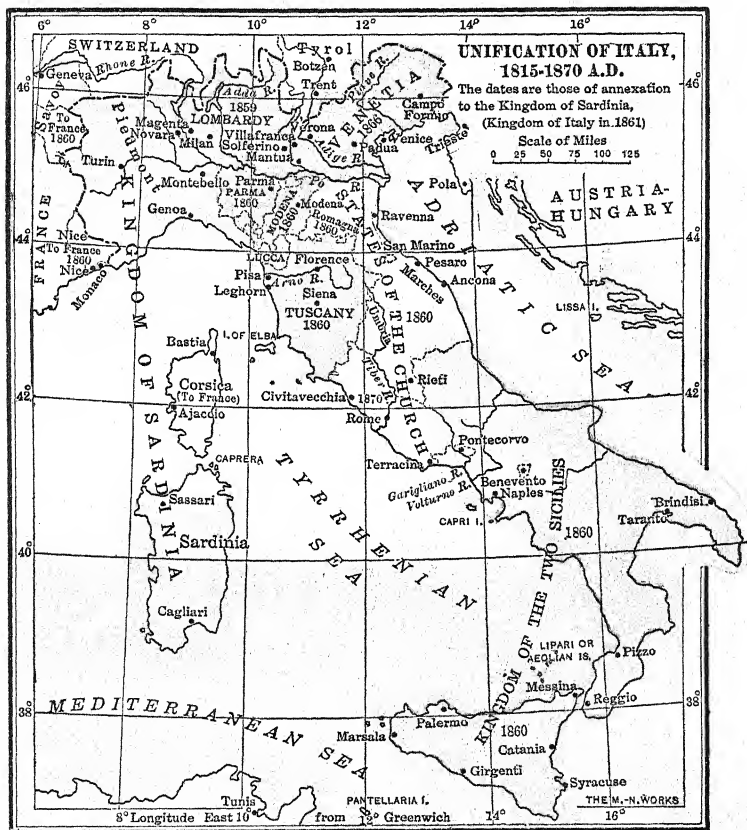 UNIFICATION OF ITALY,
1815-1870 A.D.
The dates are those of annexation
to the Kingdom of Sardinia,
(Kingdom of Italy in 1861)
Scale of Miles
0 25 50 75 100 125
6° 8° 10° 12° 14° 16°
SWITZERLAND
Tyrol
Botzen
Geneva
Rhone R.
Adda R.
Trent
Piave R.
46°
46°
Savoy
To France
1860
Piedmont
1859
LOMBARDY
Magenta
Novara
Milan
Villafranca
Solferino
Mantua
Verona
VENETIA
1866
Adige R.
Padua
Venice
Campo
Formio
Trieste
Turin
Montebello
Parma
PARMA
1860
Po R.
MODENA
1860
Modena
Romagna
1860
Pola
AUSTRIA-
HUNGARY
Genoa
Ravenna
44°
44°
FRANCE
Nice
To France
1860
Nice
Monaco
LUCCA
Florence
San Marino
Pesaro
Marches
Ancona
ADRIATIC SEA
Pisa
Arno R.
Leghorn
Siena
TUSCANY
1860
Umbria
1860
LISSA I.
STATES OF THE CHURCH
Bastia
I. OF ELBA
Tiber R.
Rieti
42°
42°
Corsica
(To France)
Ajaccio
Civitavecchia
1870
Rome
KINGDOM OF SARDINIA
CAPRERA
TYRRHENIAN
SEA
Terracina
Pontecorvo
Garigliano R.
Volturno R.
Benevento
Naples
CAPRI I.
Brindisi
Taranto
1860
Sassari
Sardinia
40°
40°
Cagliari
KINGDOM OF THE TWO SICILIES
LIPARI OR
AEOLIAN IS.
Pizzo
Messina
Reggio
MEDITERRANEAN SEA
38°
38°
Marsala
Palermo
1860
Catania
Girgenti
Syracuse
Tunis
PANTELLARIA I.
THE M.-N. WORKS
8° Longitude East 10° from 12° Greenwich 14° 16°